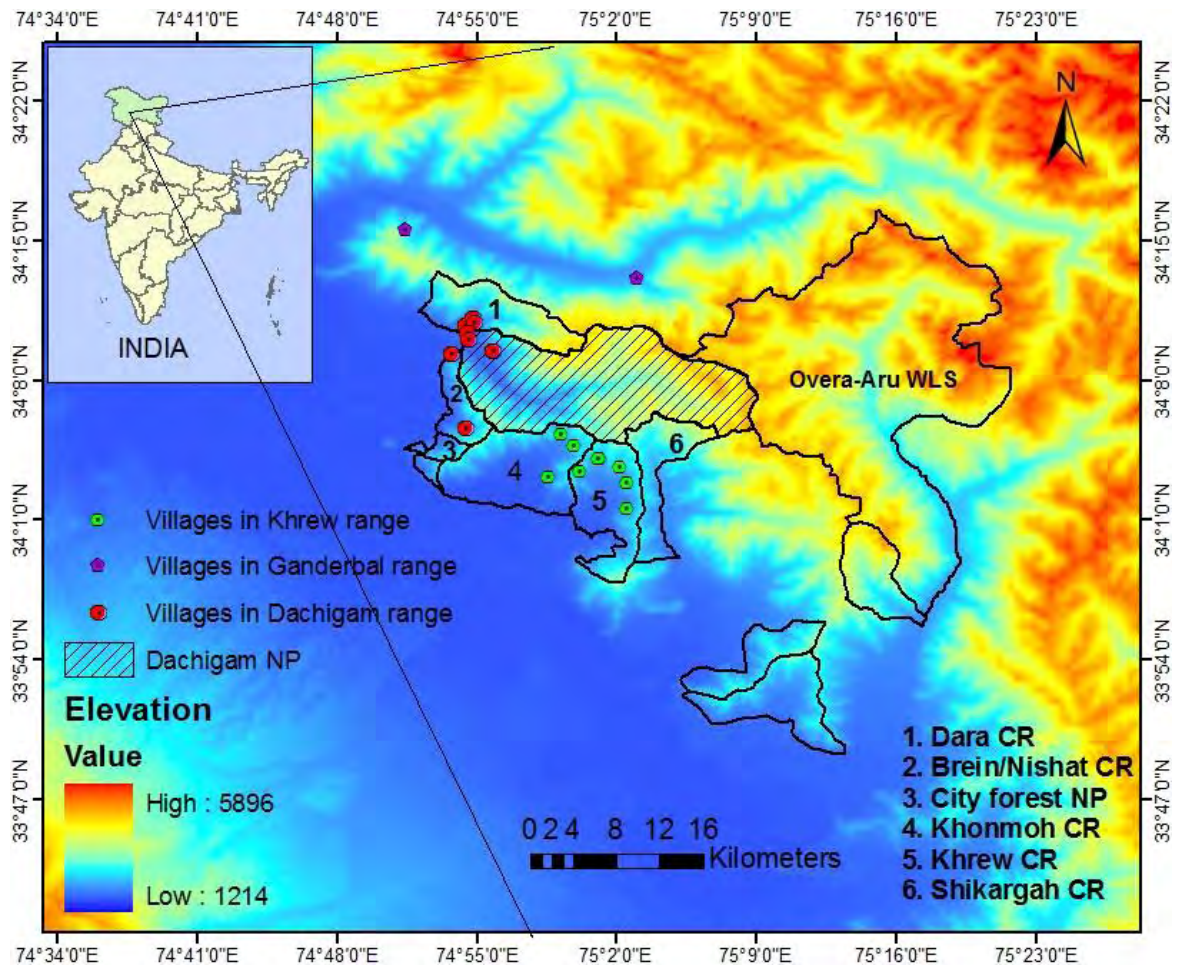 74°34'0"E 74°41'0"E 74°48'0"E 74°55'0"E 75°2'0"E 75°9'0"E 75°16'0"E 75°23'0"E
34°22'0"N 34°22'0"N
34°15'0"N 34°15'0"N
34°8'0"N 34°8'0"N
34°1'0"N 34°1'0"N
33°54'0"N 33°54'0"N
33°47'0"N 33°47'0"N
N
INDIA
1
2
3
4
5
6
Overa-Aru WLS
Villages in Khrew range
Villages in Ganderbal range
Villages in Dachigam range
Dachigam NP
Elevation
Value
High : 5896
Low : 1214
0 2 4 8 12 16
Kilometers
1. Dara CR
2. Brein/Nishat CR
3. City forest NP
4. Khonmoh CR
5. Khrew CR
6. Shikargah CR
74°34'0"E 74°41'0"E 74°48'0"E 74°55'0"E 75°2'0"E 75°9'0"E 75°16'0"E 75°23'0"E